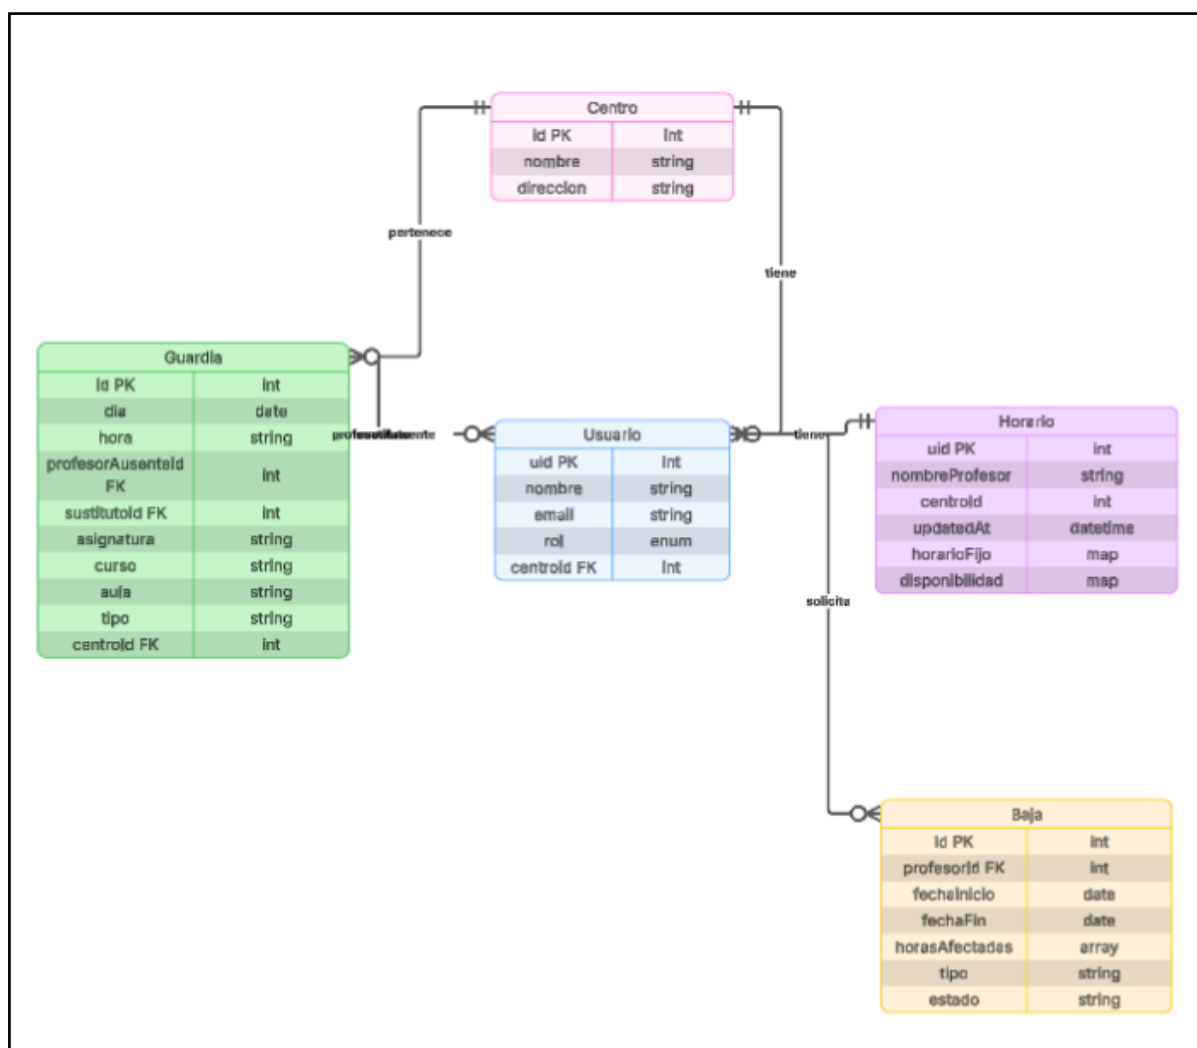 Centro
id PK int
nombre string
direccion string
pertenece
tiene
Guardia
id PK int
dia date
hora string
profesorAusenteId FK int
sustitutoId FK int
asignatura string
curso string
aula string
tipo string
centroId FK int
Usuario
uid PK int
nombre string
email string
rol enum
centroId FK int
tiene
Horario
uid PK int
nombreProfesor string
centroId int
updatedAt datetime
horarioFijo map
disponibilidad map
solicita
Baja
id PK int
profesorId FK int
fechaInicio date
fechaFin date
horasAfectadas array
tipo string
estado string